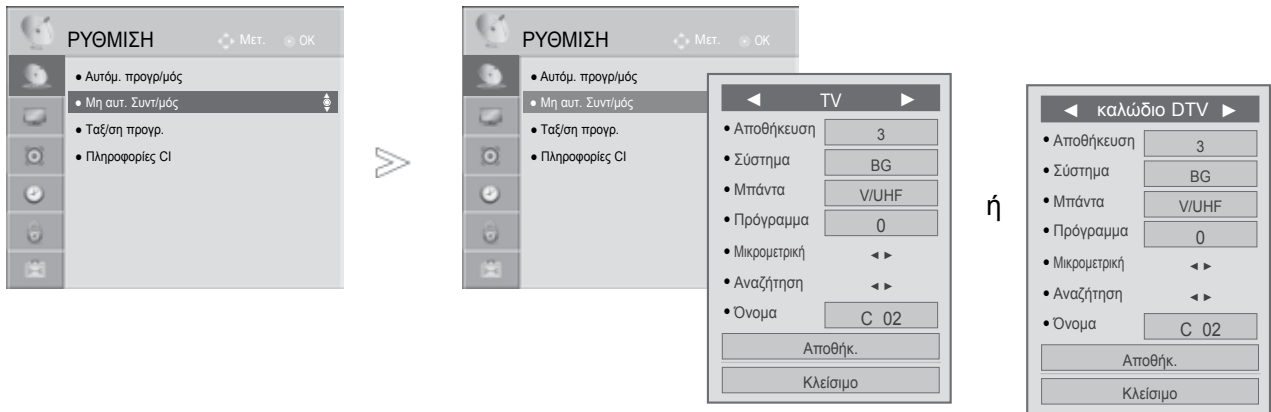 ΡΥΘΜΙΣΗ Μετ. OK
• Αυτόμ. προγρ/μός
• Μη αυτ. Συντ/μός
• Ταξ/ση προγρ.
• Πληροφορίες CI
ΡΥΘΜΙΣΗ Μετ. OK
• Αυτόμ. προγρ/μός
• Μη αυτ. Συντ/μός
• Ταξ/ση προγρ.
• Πληροφορίες CI
◄ TV ►
• Αποθήκευση 3
• Σύστημα BG
• Μπάντα V/UHF
• Πρόγραμμα 0
• Μικρομετρική ◄ ►
• Αναζήτηση ◄ ►
• Όνομα C 02
Αποθήκ.
Κλείσιμο
ή
◄ καλώδιο DTV ►
• Αποθήκευση 3
• Σύστημα BG
• Μπάντα V/UHF
• Πρόγραμμα 0
• Μικρομετρική ◄ ►
• Αναζήτηση ◄ ►
• Όνομα C 02
Αποθήκ.
Κλείσιμο